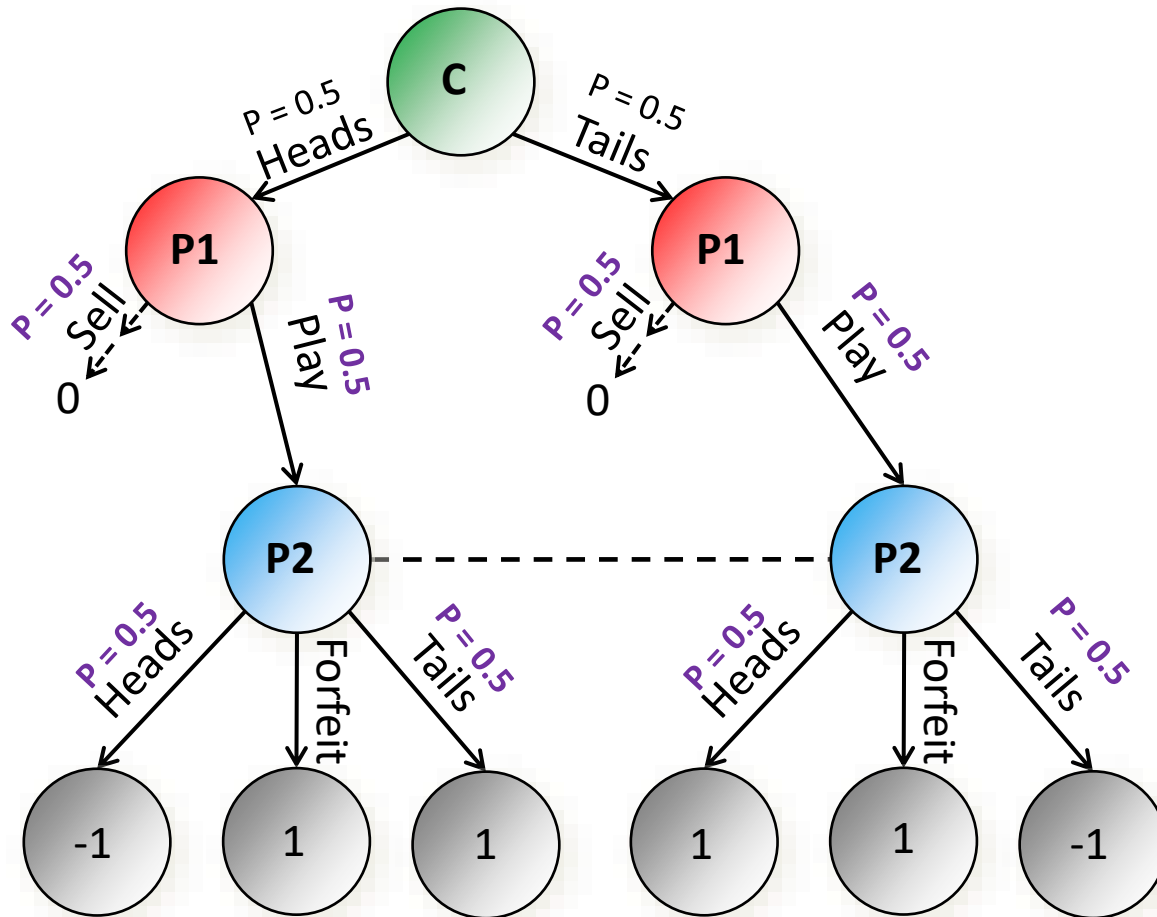 C
P = 0.5
Heads
P = 0.5
Tails
P1
P1
P = 0.5
Sell
0
P = 0.5
Play
P = 0.5
Sell
0
P = 0.5
Play
P2
P2
P = 0.5
Heads
Forfeit
P = 0.5
Tails
P = 0.5
Heads
Forfeit
P = 0.5
Tails
-1
1
1
1
1
-1